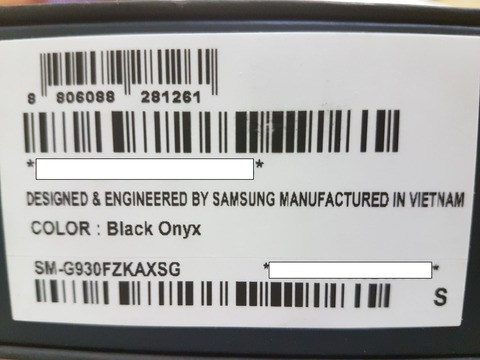 8 806088 281261
* *
DESIGNED & ENGINEERED BY SAMSUNG MANUFACTURED IN VIETNAM
COLOR : Black Onyx
SM-G930FZKAXSG * *
S